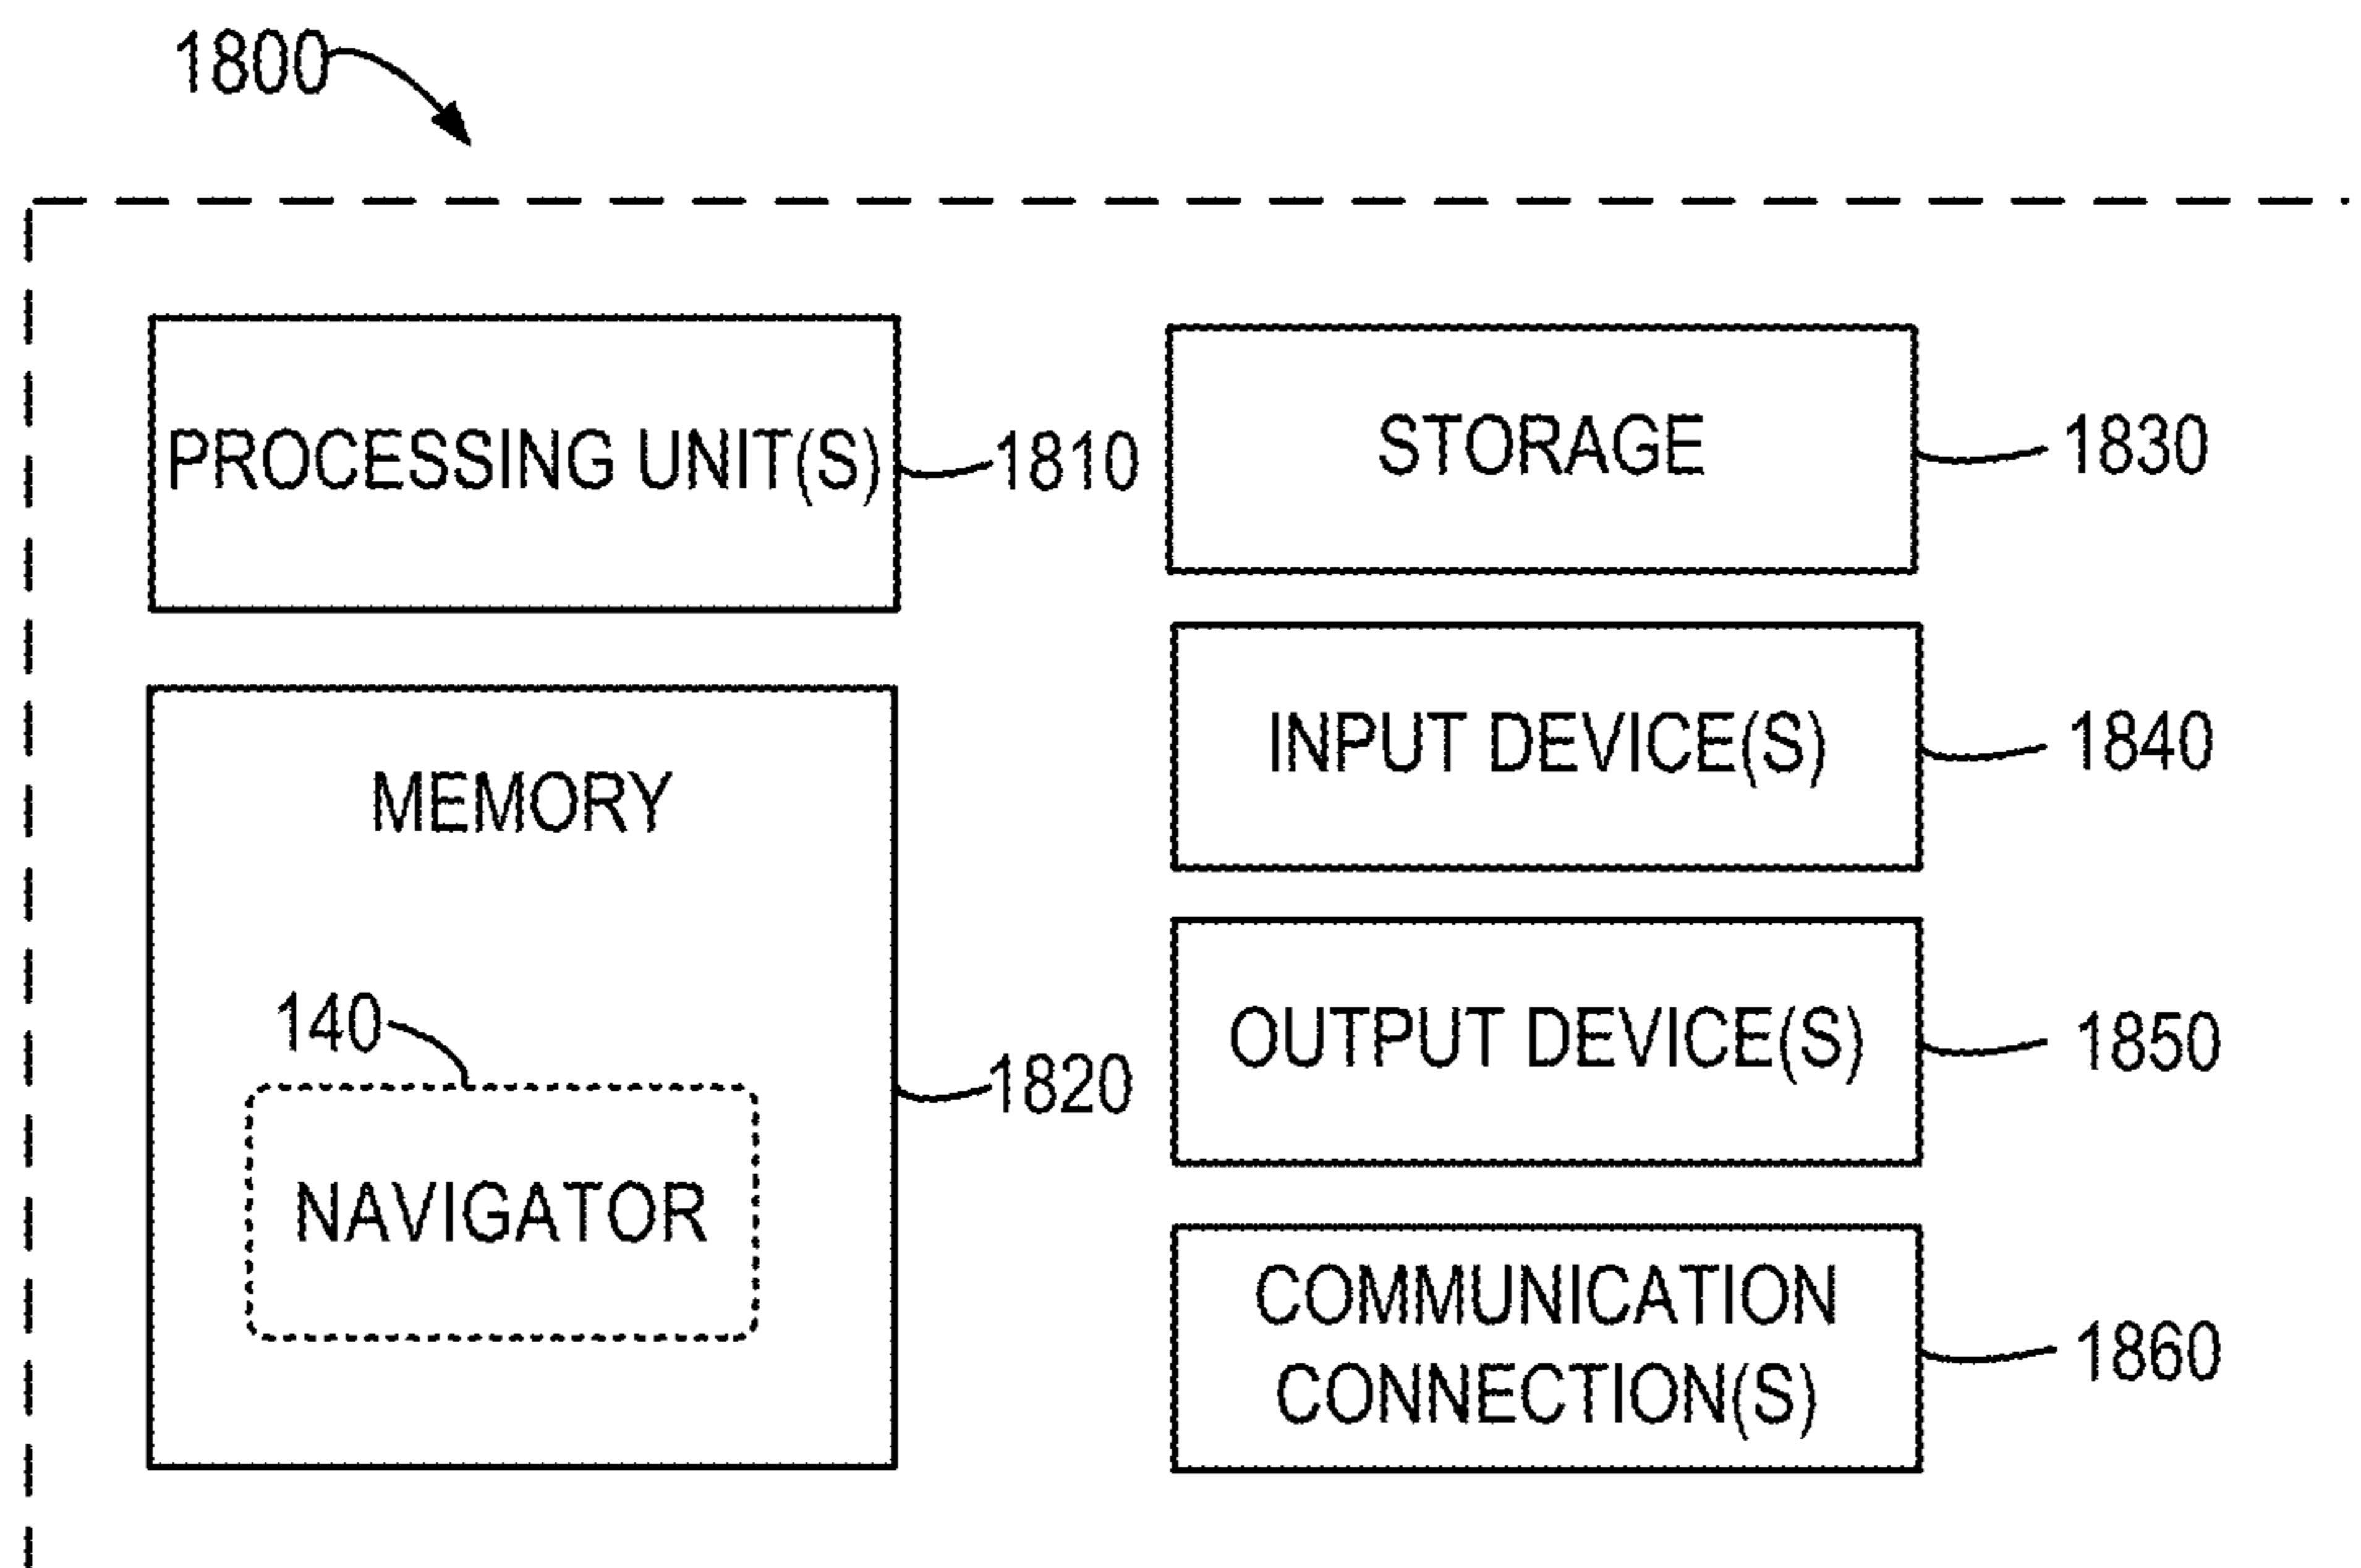 1800
PROCESSING UNIT(S)
1810
STORAGE
1830
MEMORY
140
NAVIGATOR
1820
INPUT DEVICE(S)
1840
OUTPUT DEVICE(S)
1850
COMMUNICATION
CONNECTION(S)
1860